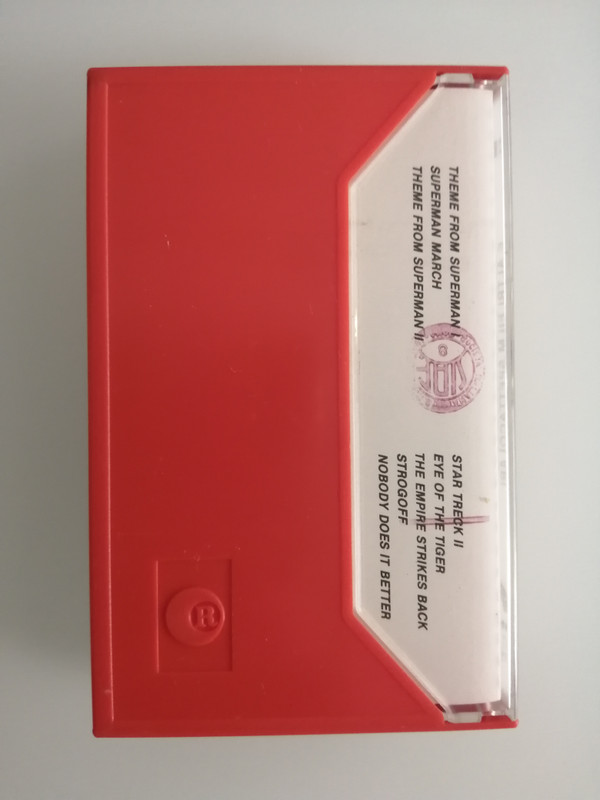 THEME FROM SUPERMAN I
SUPERMAN MARCH
THEME FROM SUPERMAN II
STAR TRECK II
EYE OF THE TIGER
THE EMPIRE STRIKES BACK
STROGOFF
NOBODY DOES IT BETTER